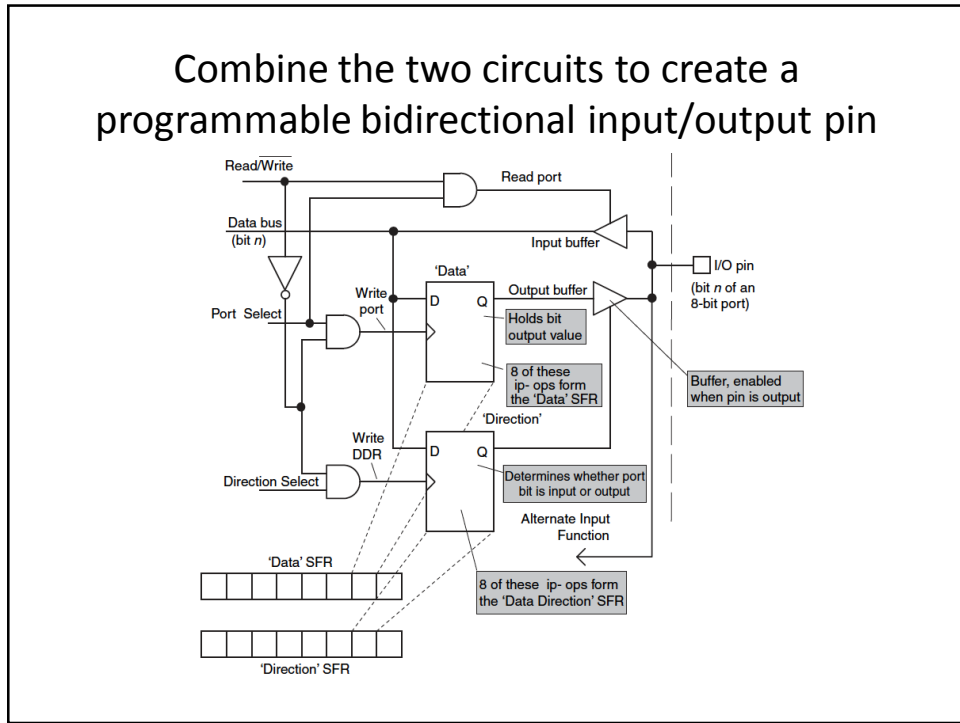 Combine the two circuits to create a
programmable bidirectional input/output pin
Read/Write
Read port
Data bus
(bit n)
Input buffer
I/O pin
(bit n of an
8-bit port)
'Data'
Write
port
D
Q
Output buffer
Port Select
Holds bit
output value
8 of these
ip- ops form
the 'Data' SFR
Buffer, enabled
when pin is output
'Direction'
Write
DDR
D
Q
Direction Select
Determines whether port
bit is input or output
Alternate Input
Function
'Data' SFR
8 of these ip- ops form
the 'Data Direction' SFR
'Direction' SFR